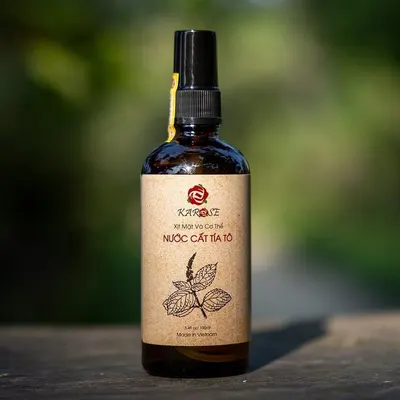 KAROSE
Xịt Mặt Và Cơ Thể
NƯỚC CẤT TÍA TÔ
Made in Vietnam